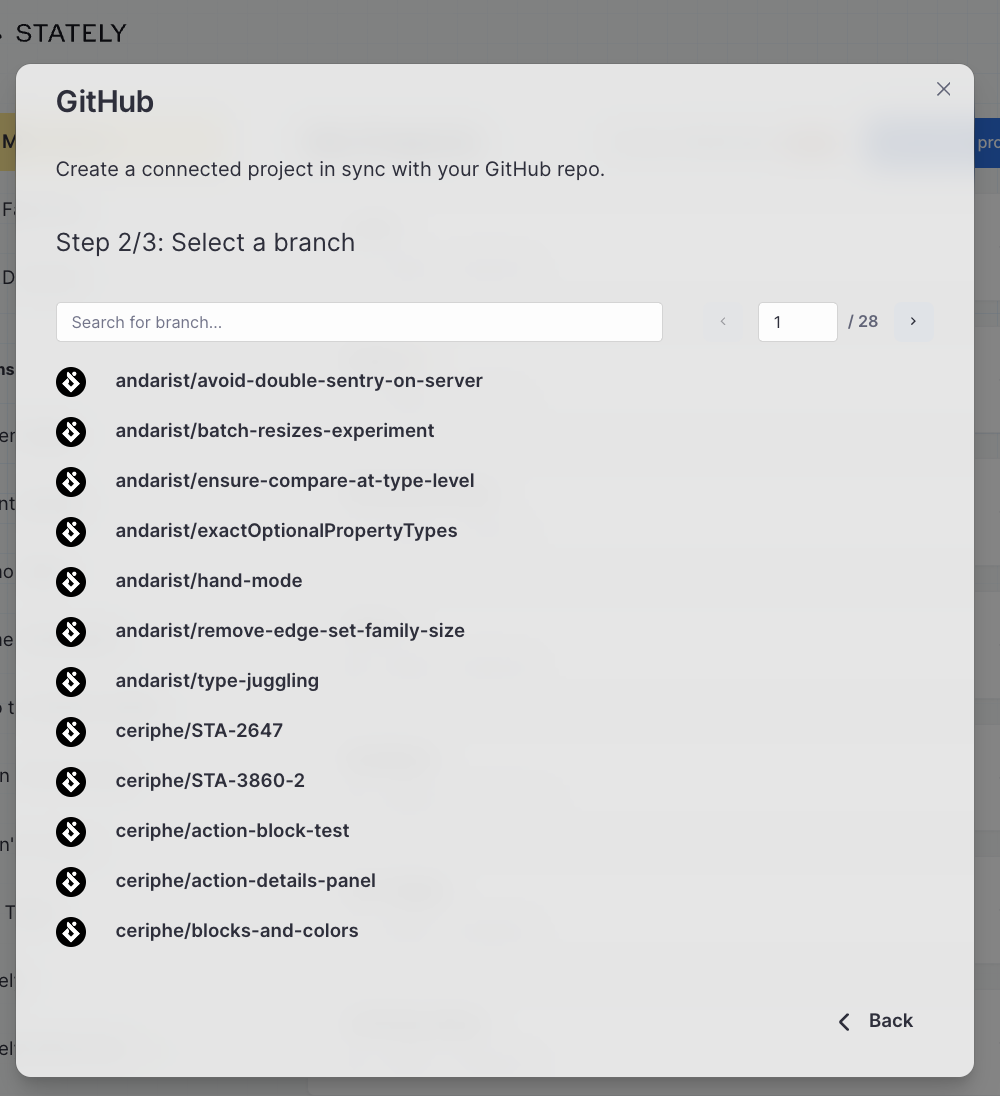 STATELY
GitHub
Create a connected project in sync with your GitHub repo.
Step 2/3: Select a branch
Search for branch...
1 / 28
andarist/avoid-double-sentry-on-server
andarist/batch-resizes-experiment
andarist/ensure-compare-at-type-level
andarist/exactOptionalPropertyTypes
andarist/hand-mode
andarist/remove-edge-set-family-size
andarist/type-juggling
ceriphe/STA-2647
ceriphe/STA-3860-2
ceriphe/action-block-test
ceriphe/action-details-panel
ceriphe/blocks-and-colors
Back